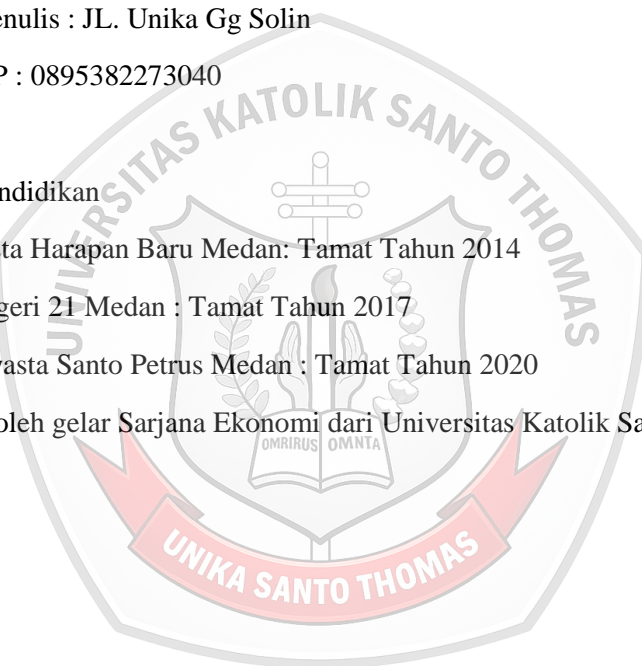 enulis : JL. Unika Gg Solin
P : 0895382273040
ndidikan
sta Harapan Baru Medan: Tamat Tahun 2014
geri 21 Medan : Tamat Tahun 2017
vasta Santo Petrus Medan : Tamat Tahun 2020
oleh gelar Sarjana Ekonomi dari Universitas Katolik Sa
UNIVERSITAS KATOLIK SANTO THOMAS
OMRIRUS OMNTA
UNIKA SANTO THOMAS